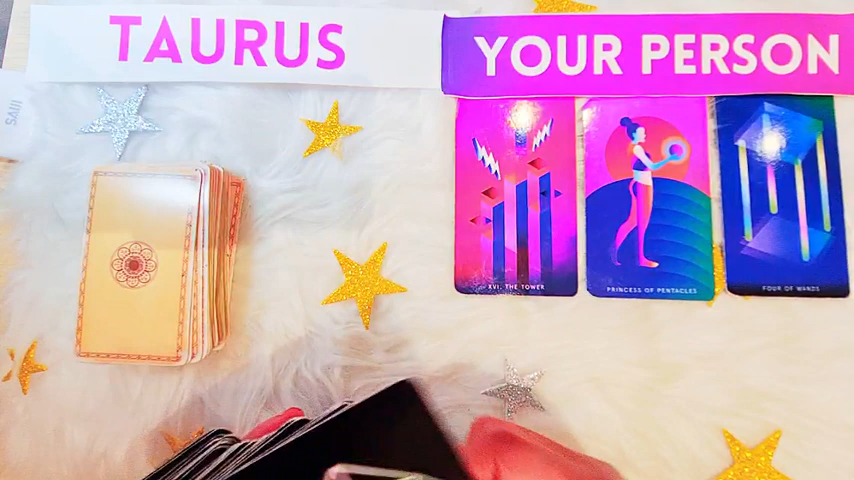 TAURUS
YOUR PERSON
XVI. THE TOWER
PRINCESS OF PENTACLES
FOUR OF WANDS